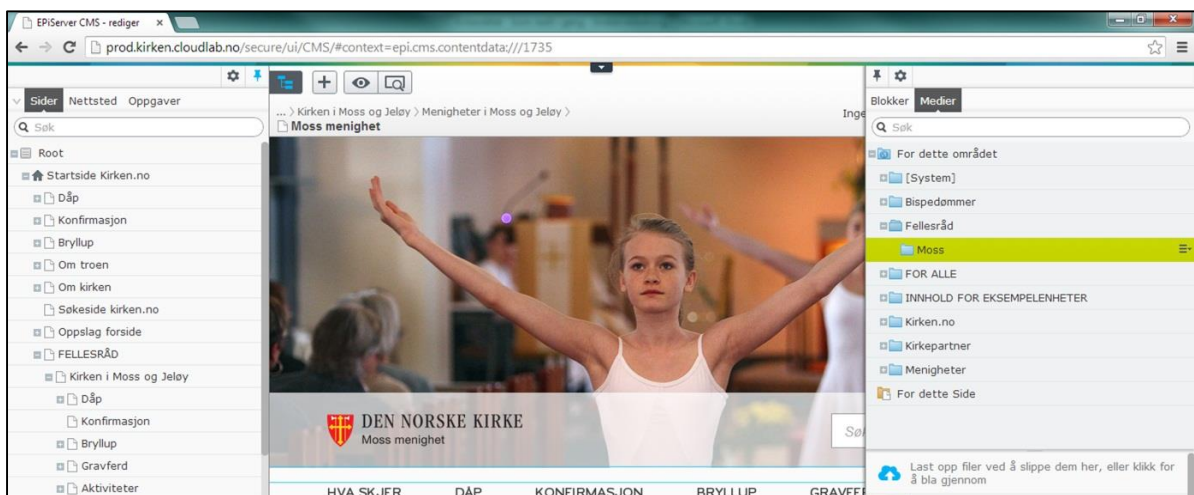 EPiServer CMS - rediger
prod.kirken.cloudlab.no/secure/ui/CMS/#context=epi.cms.contentdata:///1735
Sider Nettsted Oppgaver
Søk
Root
Startside Kirken.no
Dåp
Konfirmasjon
Bryllup
Om troen
Om kirken
Søkeside kirken.no
Oppslag forside
FELLESRÅD
Kirken i Moss og Jeløy
Dåp
Konfirmasjon
Bryllup
Gravferd
Aktiviteter
... > Kirken i Moss og Jeløy > Menigheter i Moss og Jeløy >
Moss menighet
Inge
DEN NORSKE KIRKE
Moss menighet
Søk
HVA SKJER DÅP KONFIRMASJON BRYLLUP GRAVFE
Blokker Medier
Søk
For dette området
[System]
Bispedømmer
Fellesråd
Moss
FOR ALLE
INNHOLD FOR EKSEMPELENHETER
Kirken.no
Kirkepartner
Menigheter
For dette Side
Last opp filer ved å slippe dem her, eller klikk for
å bla gjennom